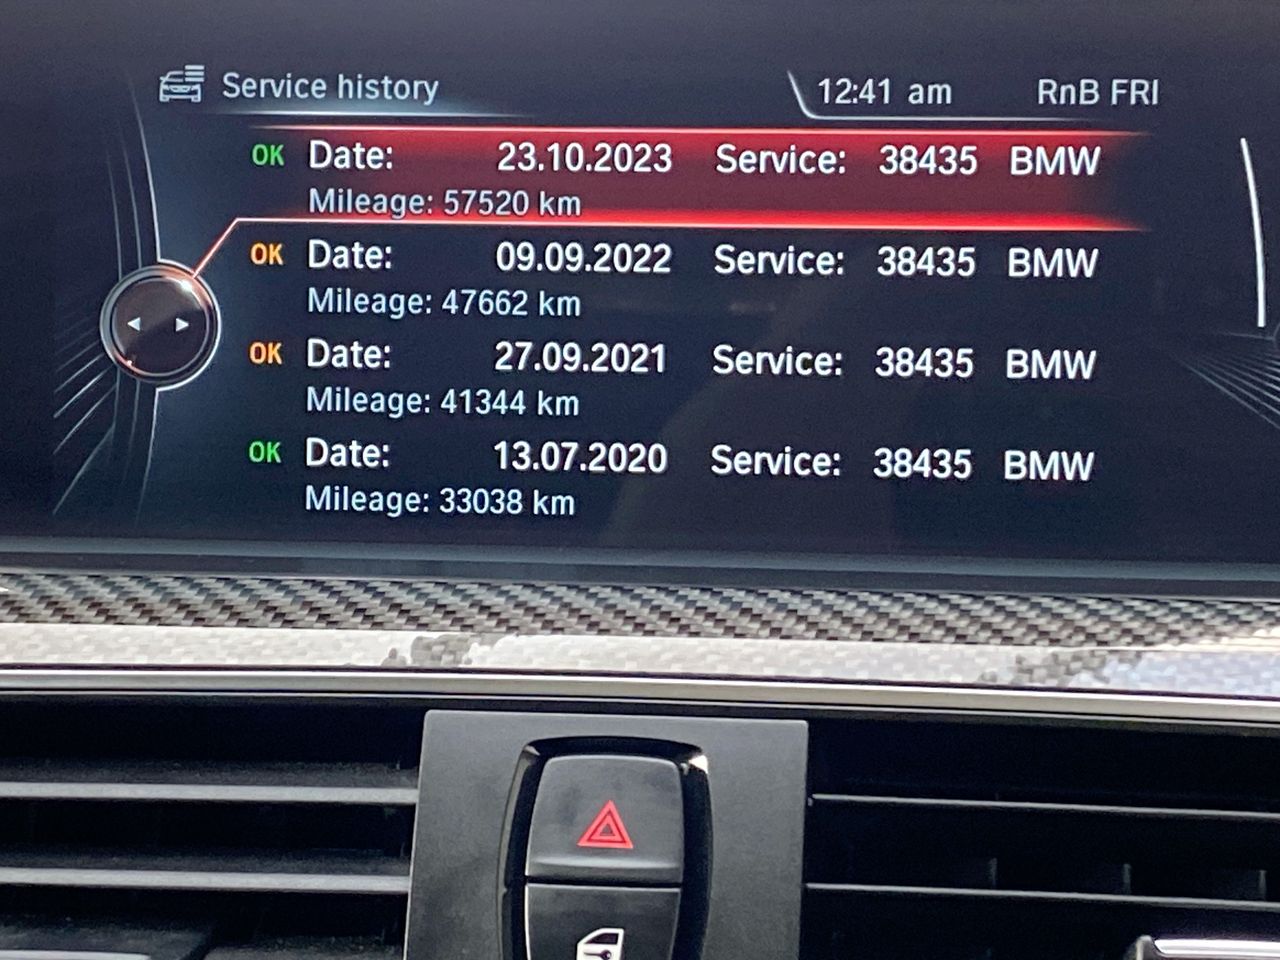 Service history 12:41 am RnB FRI
OK Date: 23.10.2023 Service: 38435 BMW
Mileage: 57520 km
OK Date: 09.09.2022 Service: 38435 BMW
Mileage: 47662 km
OK Date: 27.09.2021 Service: 38435 BMW
Mileage: 41344 km
OK Date: 13.07.2020 Service: 38435 BMW
Mileage: 33038 km